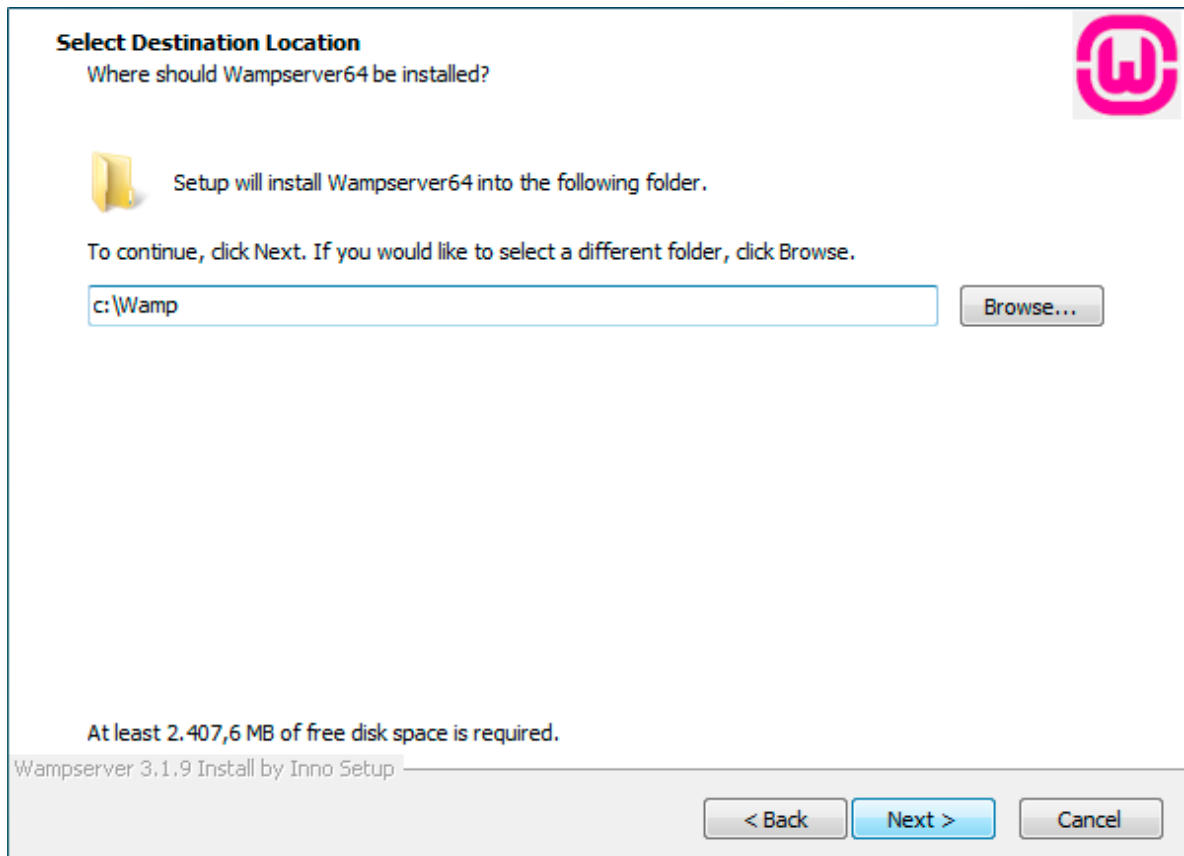 Select Destination Location
Where should Wampserver64 be installed?
W
Setup will install Wampserver64 into the following folder.
To continue, click Next. If you would like to select a different folder, click Browse.
c:\Wamp
Browse...
At least 2.407,6 MB of free disk space is required.
Wampserver 3.1.9 Install by Inno Setup
< Back Next > Cancel